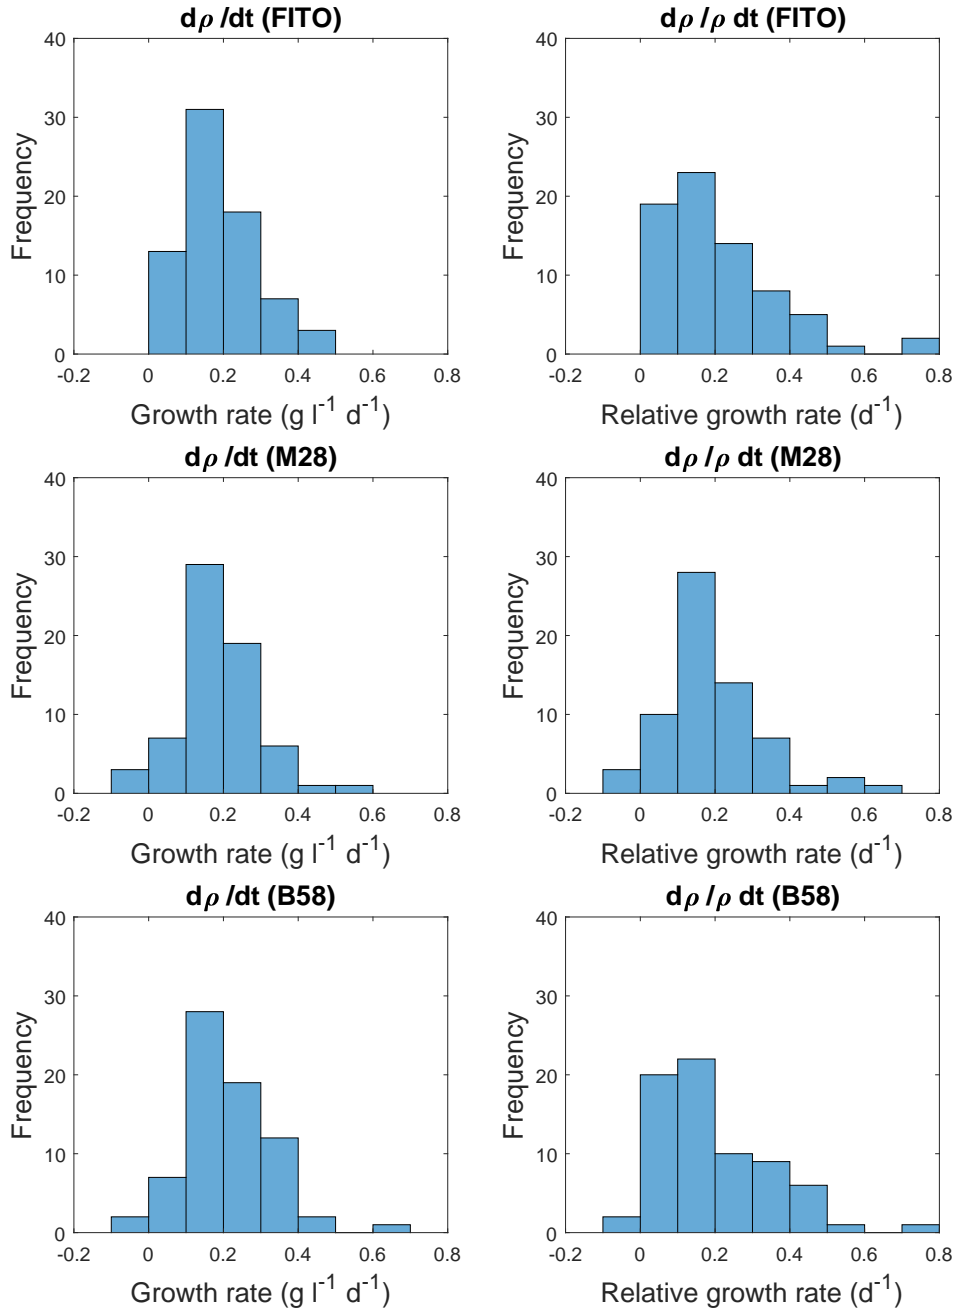 dρ/dt (FITO)
40
30
20
10
0
Frequency
-0.2 0 0.2 0.4 0.6 0.8
Growth rate (g l⁻¹ d⁻¹)
dρ/ρ dt (FITO)
40
30
20
10
0
Frequency
-0.2 0 0.2 0.4 0.6 0.8
Relative growth rate (d⁻¹)
dρ/dt (M28)
40
30
20
10
0
Frequency
-0.2 0 0.2 0.4 0.6 0.8
Growth rate (g l⁻¹ d⁻¹)
dρ/ρ dt (M28)
40
30
20
10
0
Frequency
-0.2 0 0.2 0.4 0.6 0.8
Relative growth rate (d⁻¹)
dρ/dt (B58)
40
30
20
10
0
Frequency
-0.2 0 0.2 0.4 0.6 0.8
Growth rate (g l⁻¹ d⁻¹)
dρ/ρ dt (B58)
40
30
20
10
0
Frequency
-0.2 0 0.2 0.4 0.6 0.8
Relative growth rate (d⁻¹)